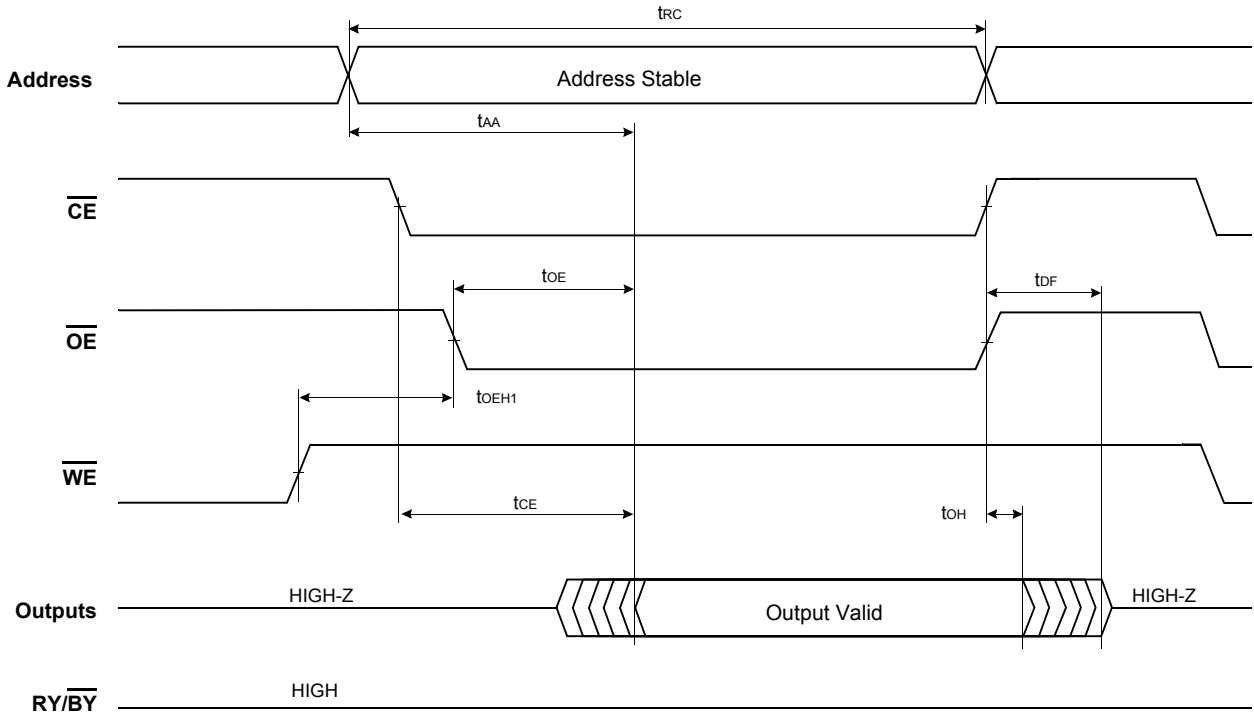 tRC
Address
Address Stable
tAA
CE
tOE
tDF
OE
tOEH1
WE
tCE
tOH
HIGH-Z
HIGH-Z
Outputs
Output Valid
HIGH
RY/BY